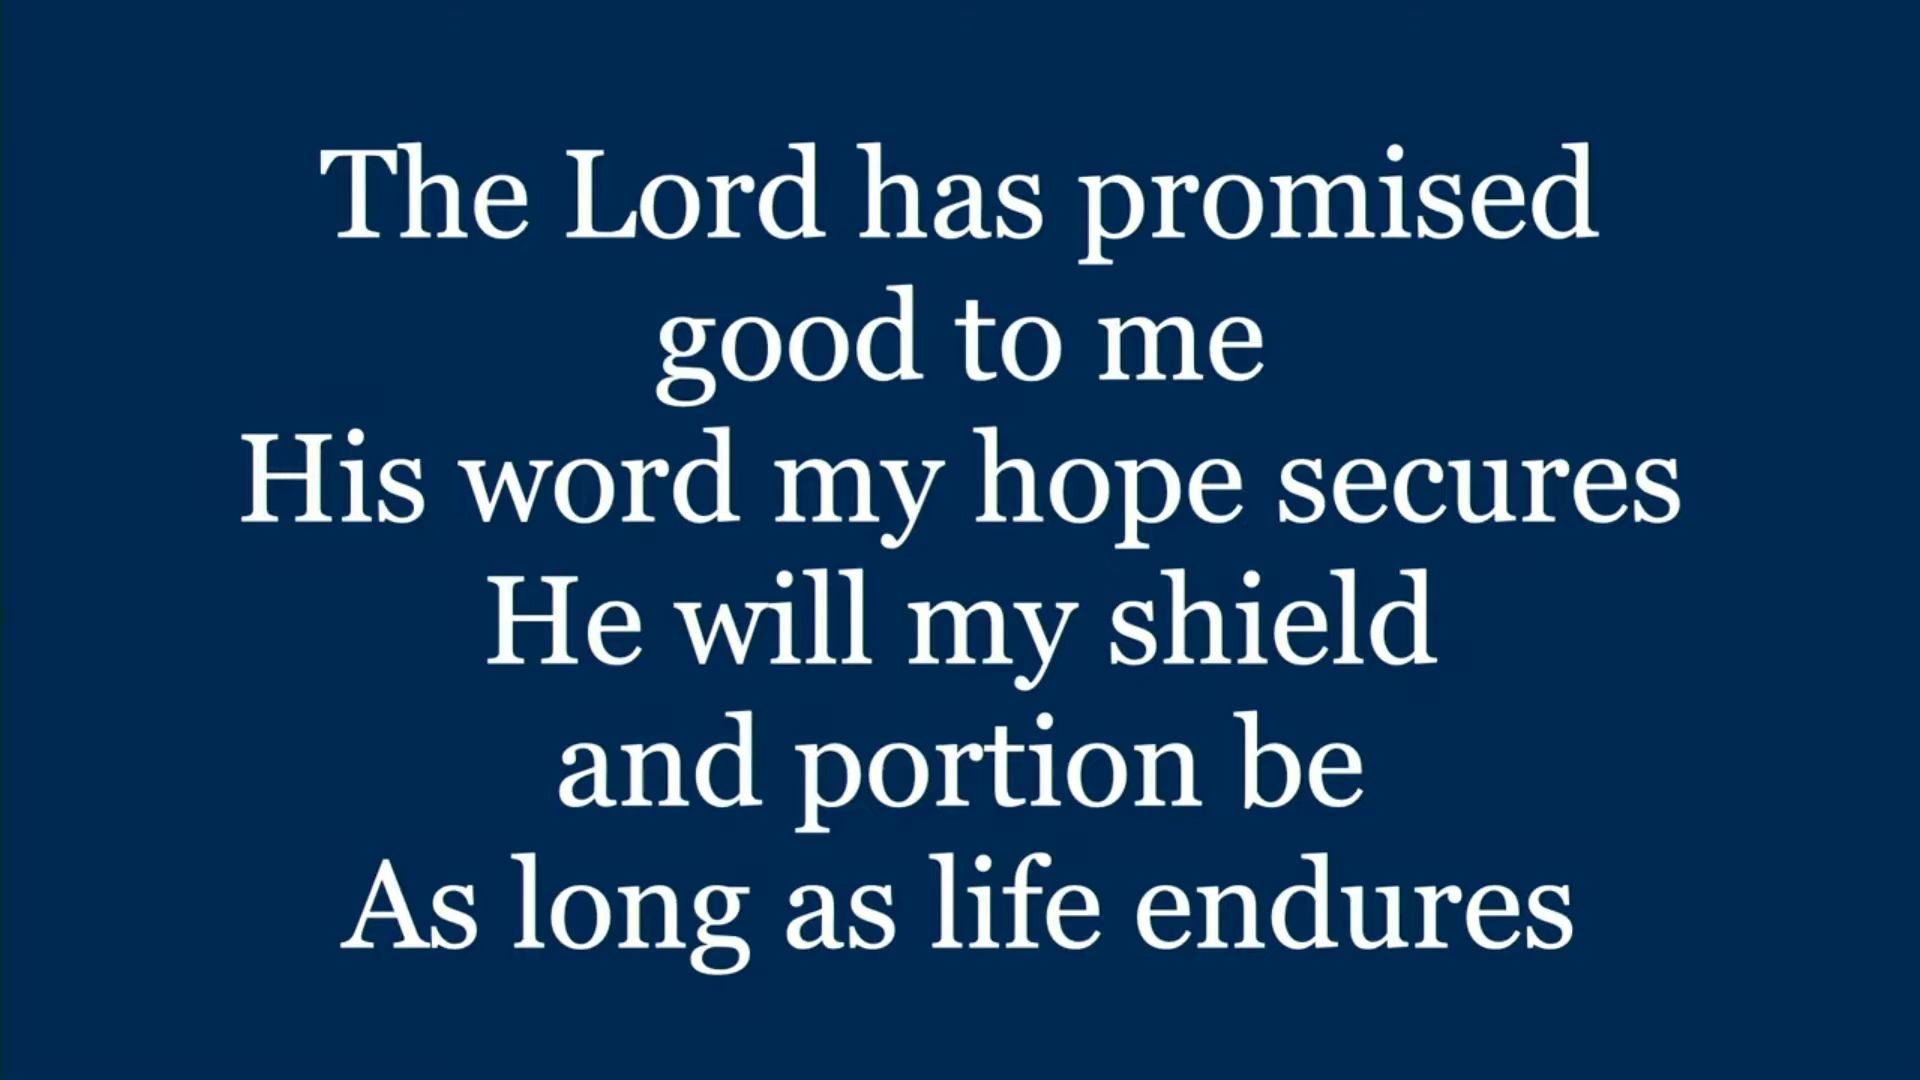 The Lord has promised
good to me
His word my hope secures
He will my shield
and portion be
As long as life endures